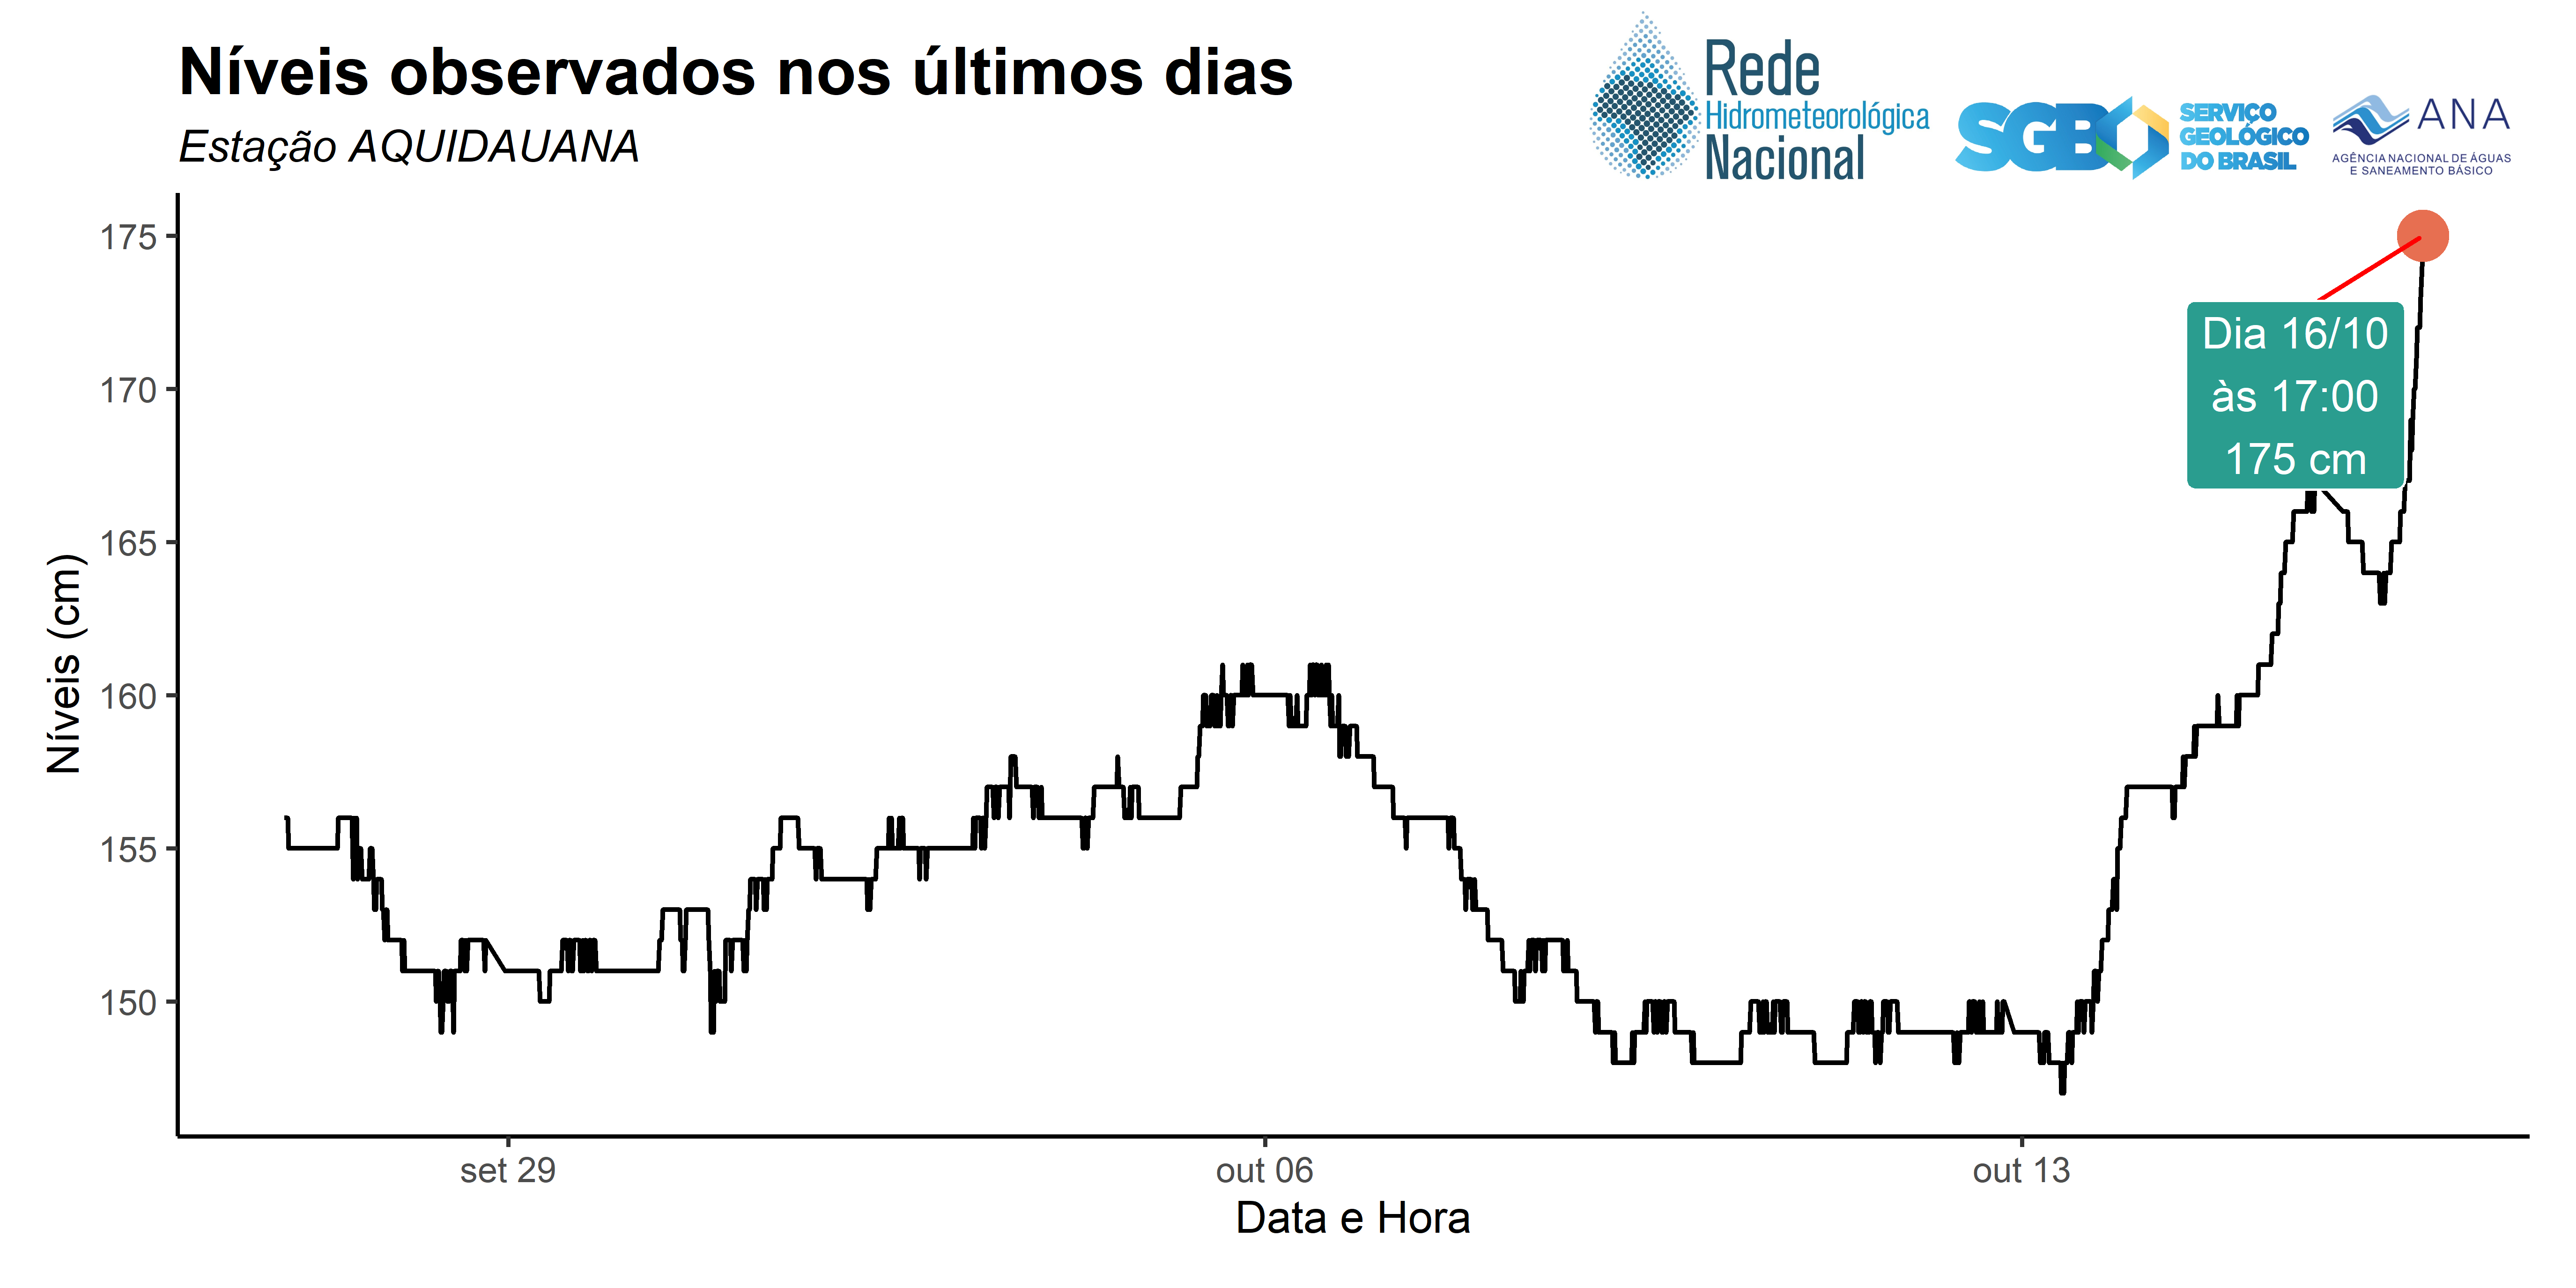 Níveis observados nos últimos dias
Estação AQUIDAUANA
Rede
Hidrometeorológica
Nacional
SGB
SERVIÇO
GEOLÓGICO
DO BRASIL
ANA
AGÊNCIA NACIONAL DE ÁGUAS
E SANEAMENTO BÁSICO
Níveis (cm)
175
170
165
160
155
150
Dia 16/10
às 17:00
175 cm
set 29
out 06
out 13
Data e Hora